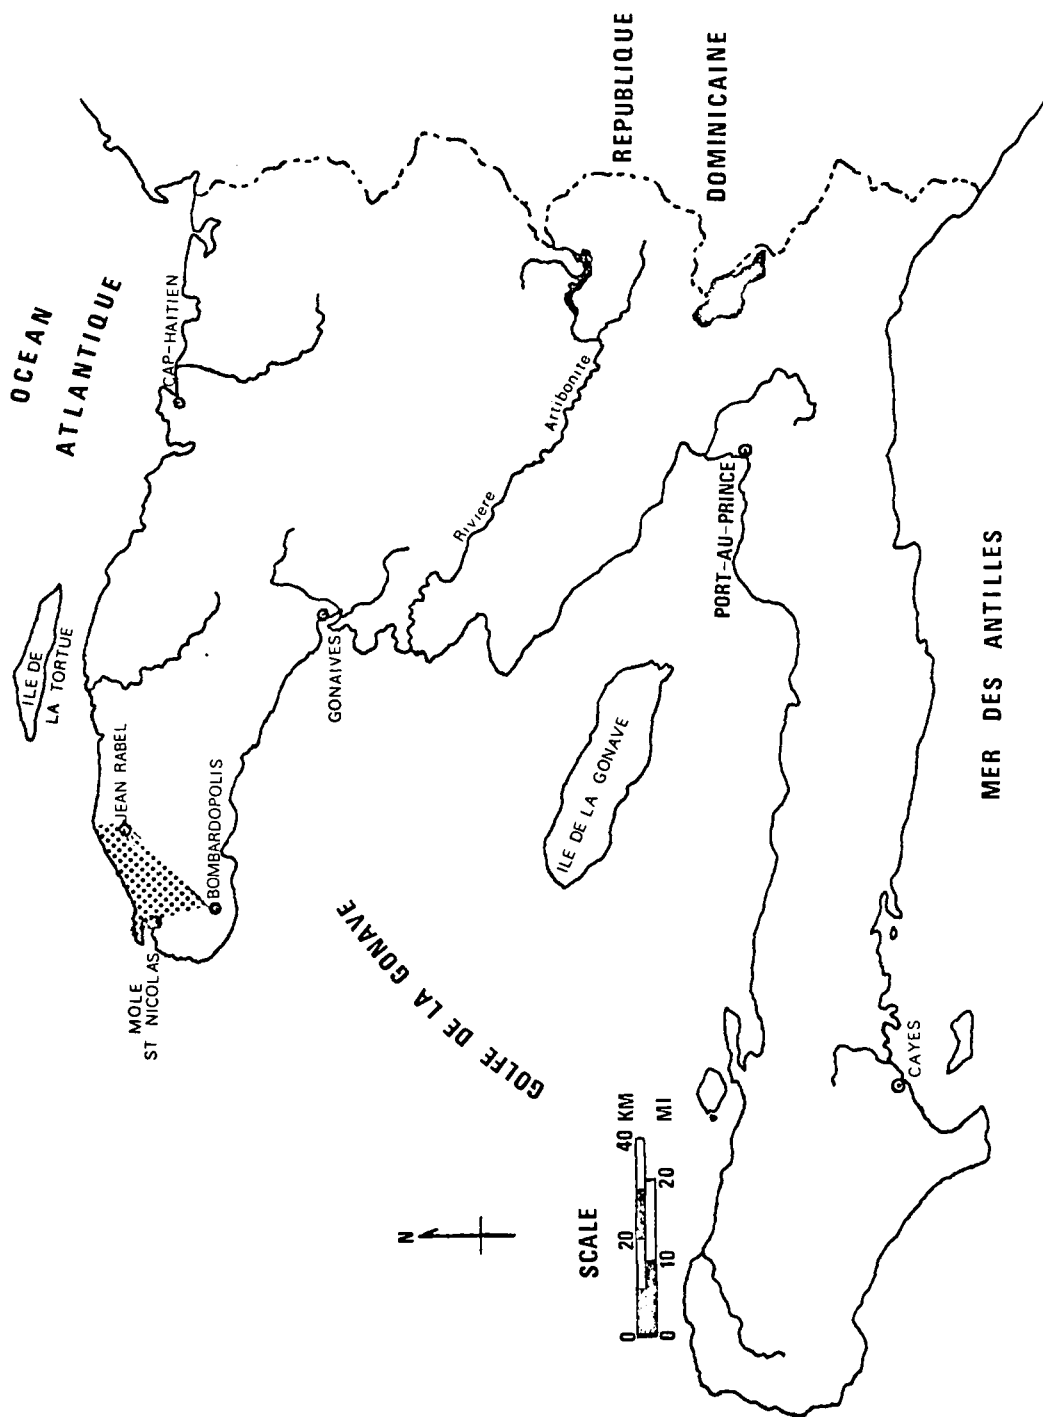 OCEAN
ATLANTIQUE
ILE DE
LA TORTUE
CAP-HAITIEN
JEAN RABEL
MOLE
ST NICOLAS
BOMBARDOPOLIS
GONAIVES
GOLFE DE LA GONAVE
ILE DE LA GONAVE
Riviere
Artibonite
REPUBLIQUE
DOMINICAINE
PORT-AU-PRINCE
CAYES
MER DES ANTILLES
N
SCALE
0 20 40 KM
0 10 20 MI